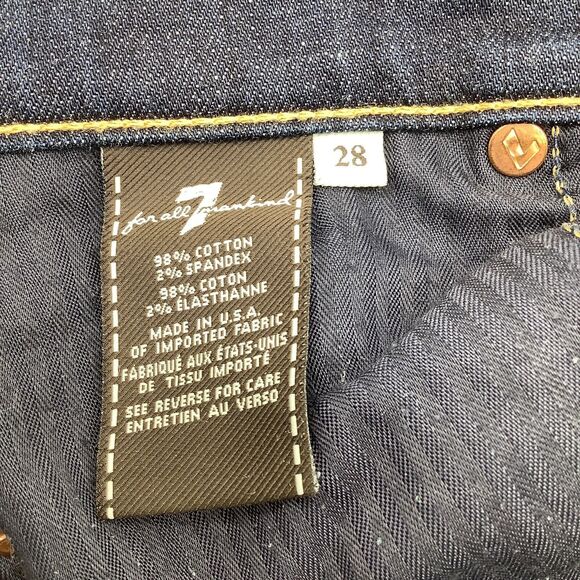 7
for all mankind
28
98% COTTON
2% SPANDEX
98% COTON
2% ÉLASTHANNE
MADE IN U.S.A.
OF IMPORTED FABRIC
FABRIQUÉ AUX ÉTATS-UNIS
DE TISSU IMPORTÉ
SEE REVERSE FOR CARE
ENTRETIEN AU VERSO